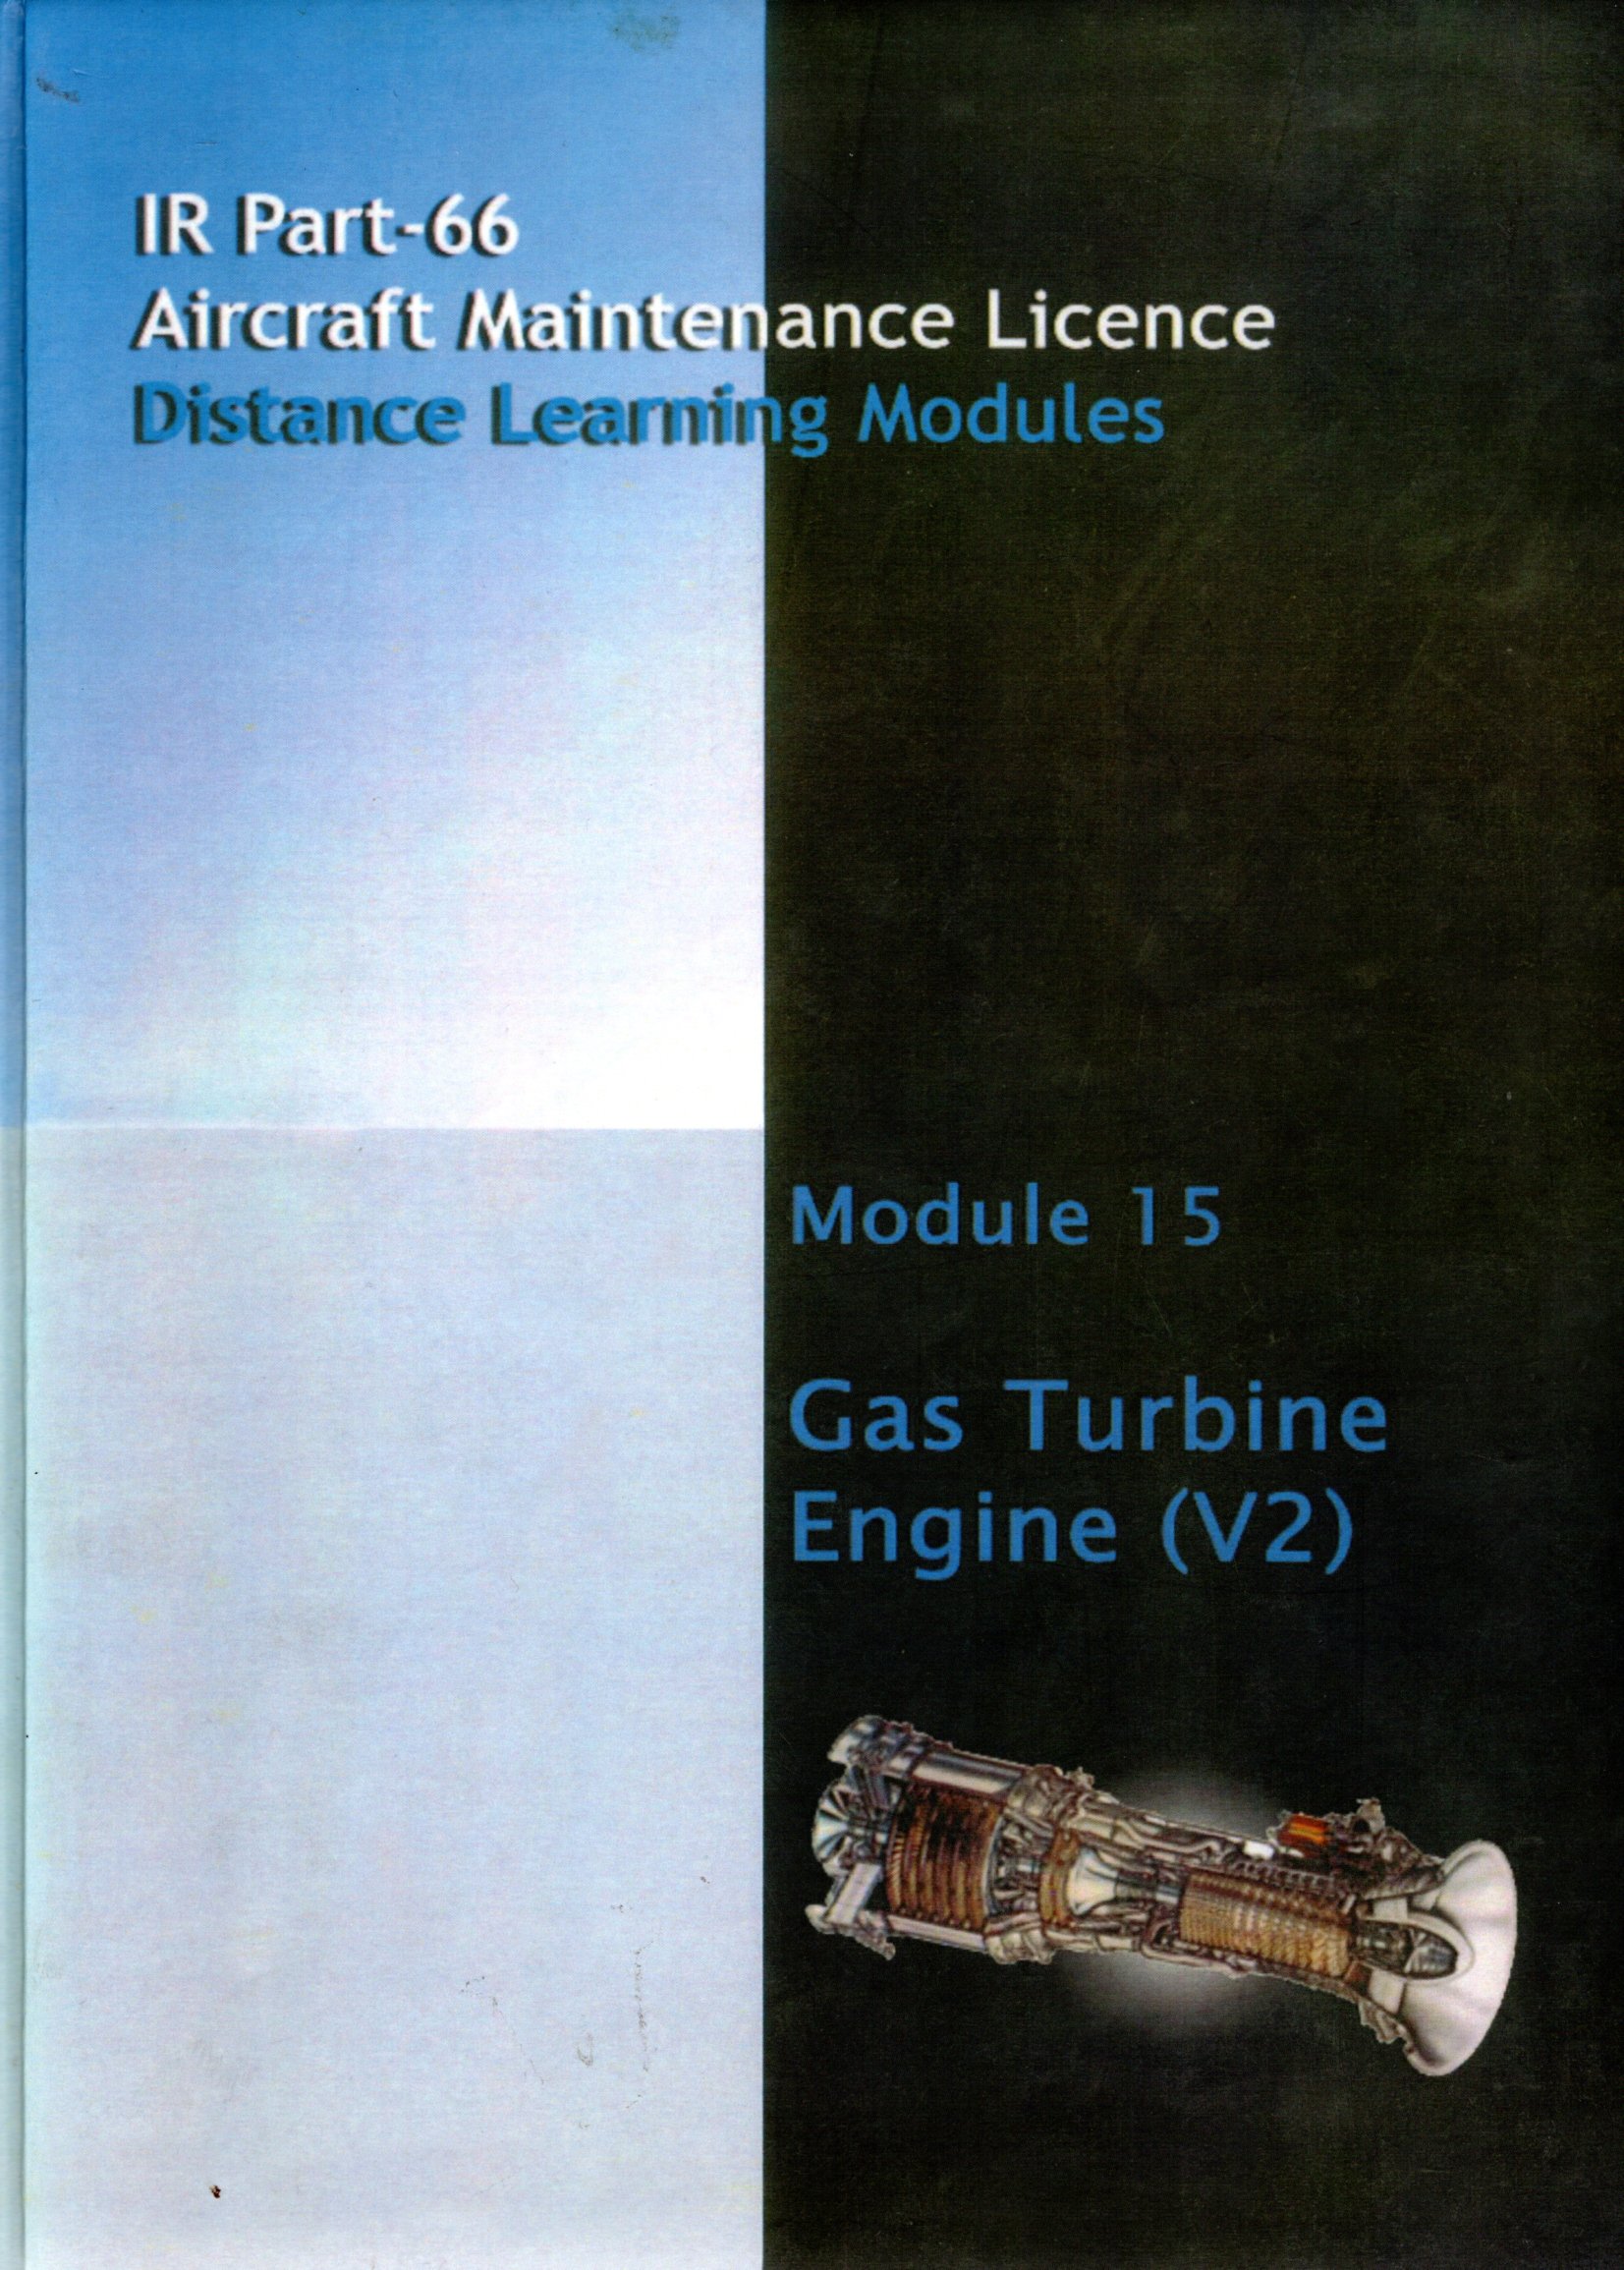 IR Part-66
Aircraft Maintenance Licence
Distance Learning Modules
Module 15
Gas Turbine
Engine (V2)